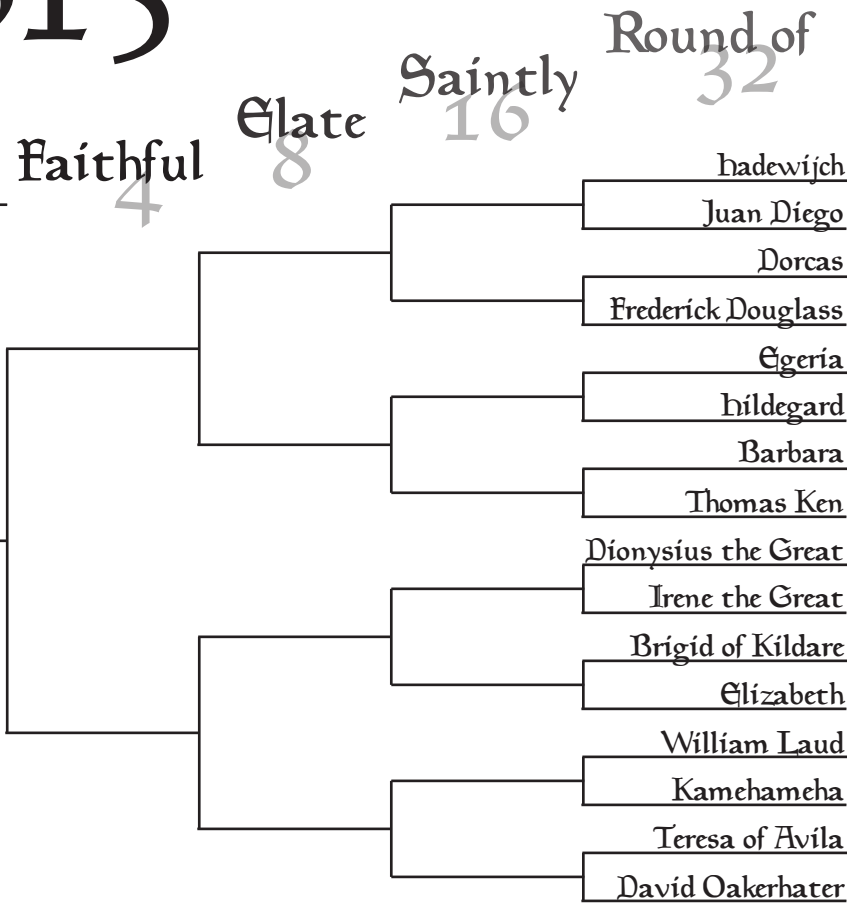 Round of
32
Saintly
16
Elate
8
Faithful
4
Hadewijch
Juan Diego
Dorcas
Frederick Douglass
Egeria
Hildegard
Barbara
Thomas Ken
Dionysius the Great
Irene the Great
Brigid of Kildare
Elizabeth
William Laud
Kamehameha
Teresa of Avila
David Oakerhater